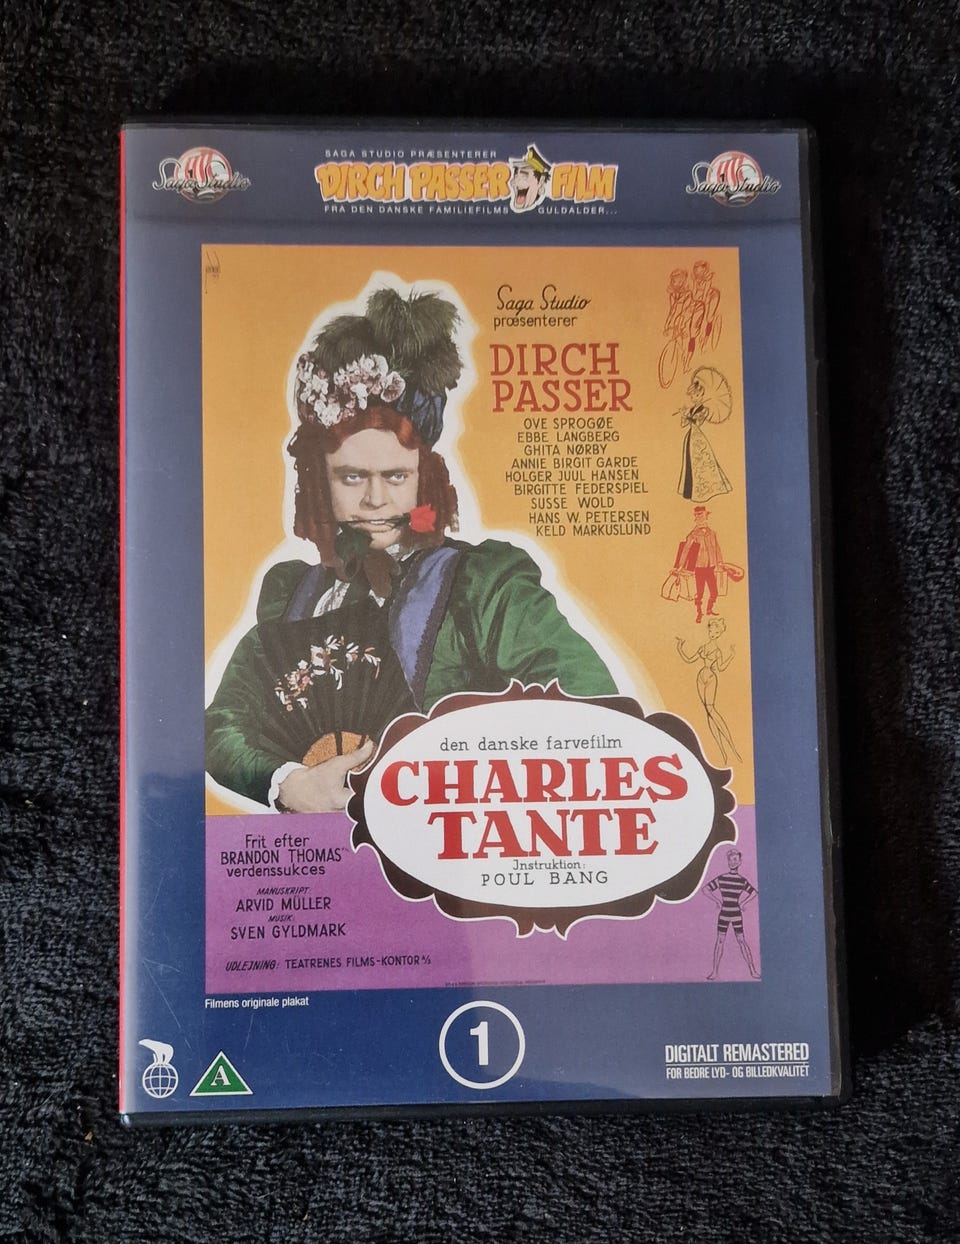 SAGA STUDIO PRÆSENTERER
Saga Studio
DIRCH PASSER FILM
Saga Studio
FRA DEN DANSKE FAMILIEFILMS GULDALDER...
Saga Studio
præsenterer
DIRCH
PASSER
OVE SPROGØE
EBBE LANGBERG
GHITA NØRBY
ANNIE BIRGIT GARDE
HOLGER JUUL HANSEN
BIRGITTE FEDERSPIEL
SUSSE WOLD
HANS W. PETERSEN
KELD MARKUSLUND
den danske farvefilm
CHARLES
TANTE
Instruktion:
POUL BANG
Frit efter
BRANDON THOMAS'
verdenssukces
MANUSKRIPT:
ARVID MÜLLER
MUSIK:
SVEN GYLDMARK
UDLEJNING: TEATRENES FILMS-KONTOR A/S
Filmens originale plakat
1
A
DIGITALT REMASTERED
FOR BEDRE LYD- OG BILLEDKVALITET